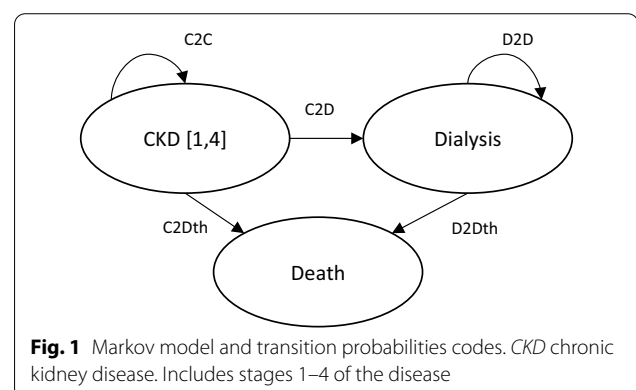 C2C
D2D
C2D
CKD [1,4]
Dialysis
C2Dth
D2Dth
Death
Fig. 1 Markov model and transition probabilities codes. CKD chronic
kidney disease. Includes stages 1–4 of the disease